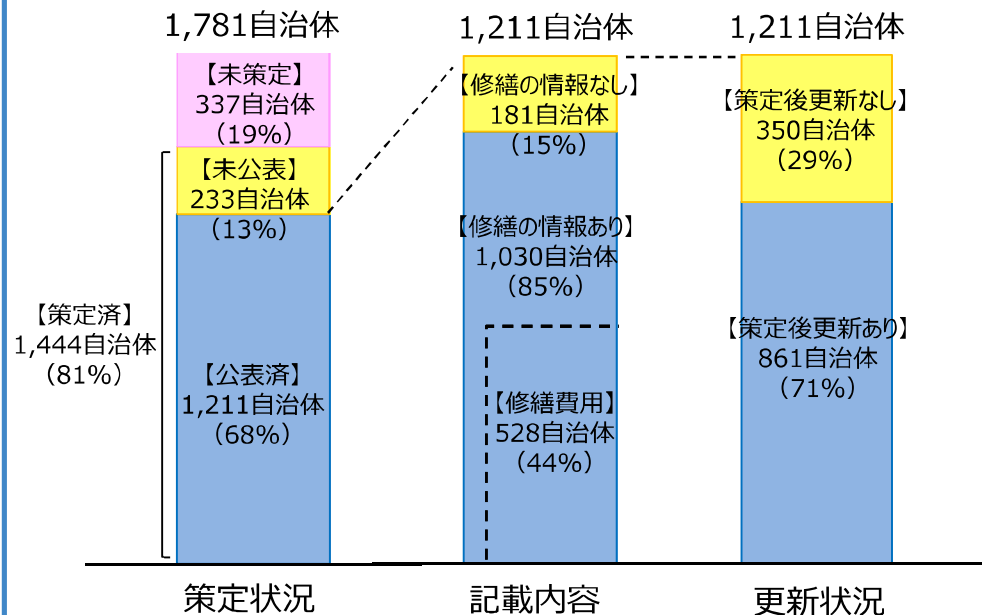 1,781自治体
【未策定】
337自治体
（19%）
【未公表】
233自治体
（13%）
【策定済】
1,444自治体
（81%）
【公表済】
1,211自治体
（68%）
策定状況
1,211自治体
【修繕の情報なし】
181自治体
（15%）
【修繕の情報あり】
1,030自治体
（85%）
【修繕費用】
528自治体
（44%）
記載内容
1,211自治体
【策定後更新なし】
350自治体
（29%）
【策定後更新あり】
861自治体
（71%）
更新状況